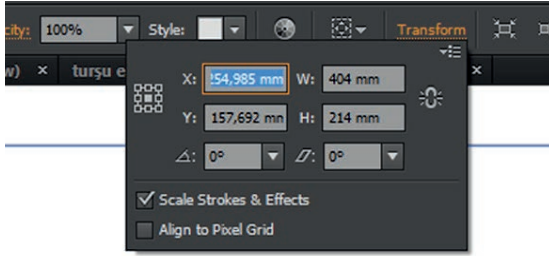 city: 100% Style: Transform
w) × turşu e ×
X: 254,985 mm W: 404 mm
Y: 157,692 mn H: 214 mm
0° 0°
Scale Strokes & Effects
Align to Pixel Grid